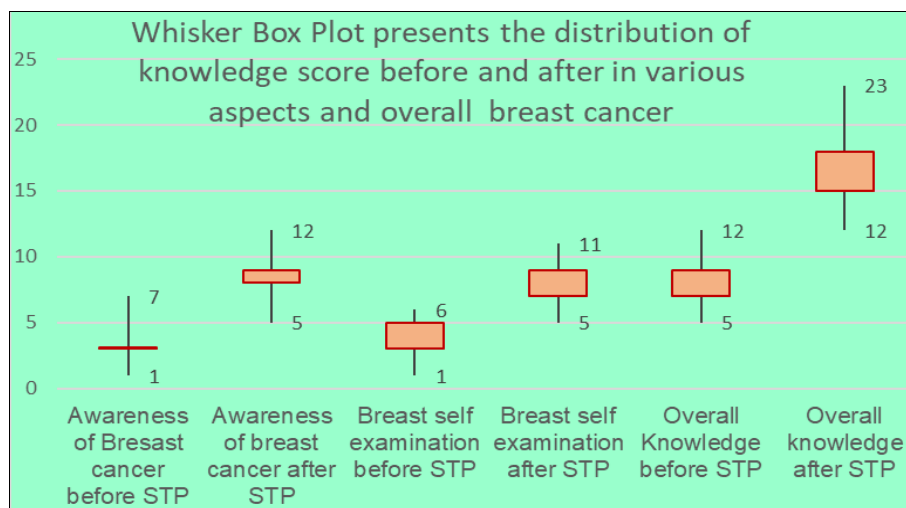 Whisker Box Plot presents the distribution of
knowledge score before and after in various
aspects and overall breast cancer
25
20
15
10
5
0
7
1
12
5
6
1
11
5
12
5
23
12
Awareness
of Bresast
cancer
before STP
Awareness
of breast
cancer after
STP
Breast self
examination
before STP
Breast self
examination
after STP
Overall
Knowledge
before STP
Overall
knowledge
after STP